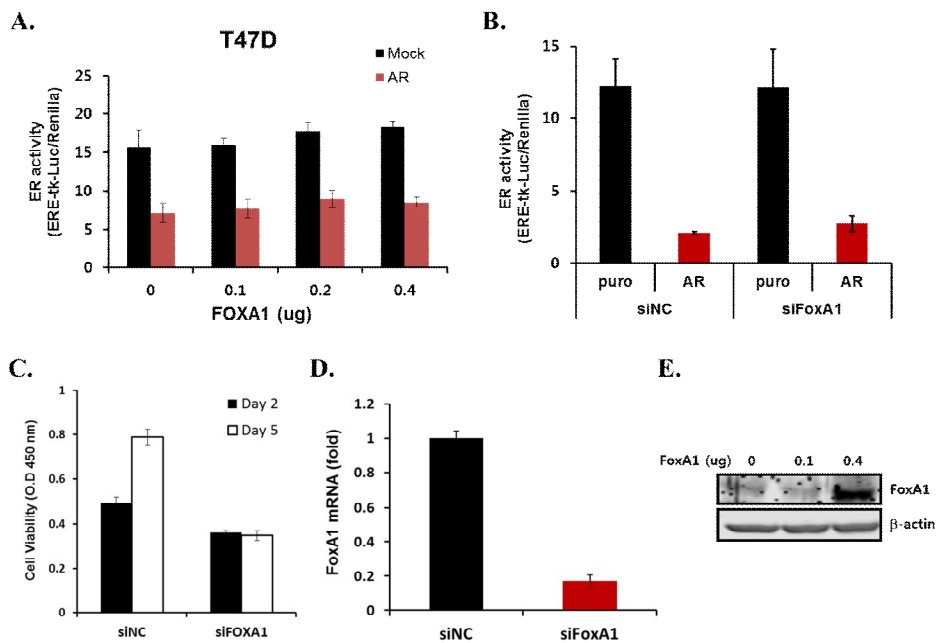 A.
T47D
Mock
AR
ER activity
(ERE-tk-Luc/Renilla)
25
20
15
10
5
0
0 0.1 0.2 0.4
FOXA1 (ug)
B.
ER activity
(ERE-tk-Luc/Renilla)
15
10
5
0
puro AR puro AR
siNC siFoxA1
C.
Cell Viability (O.D 450 nm)
1
0.8
0.6
0.4
0.2
0
Day 2
Day 5
siNC siFOXA1
D.
FoxA1 mRNA (fold)
1.2
1
0.8
0.6
0.4
0.2
0
siNC siFoxA1
E.
FoxA1 (ug) 0 0.1 0.4
FoxA1
β-actin